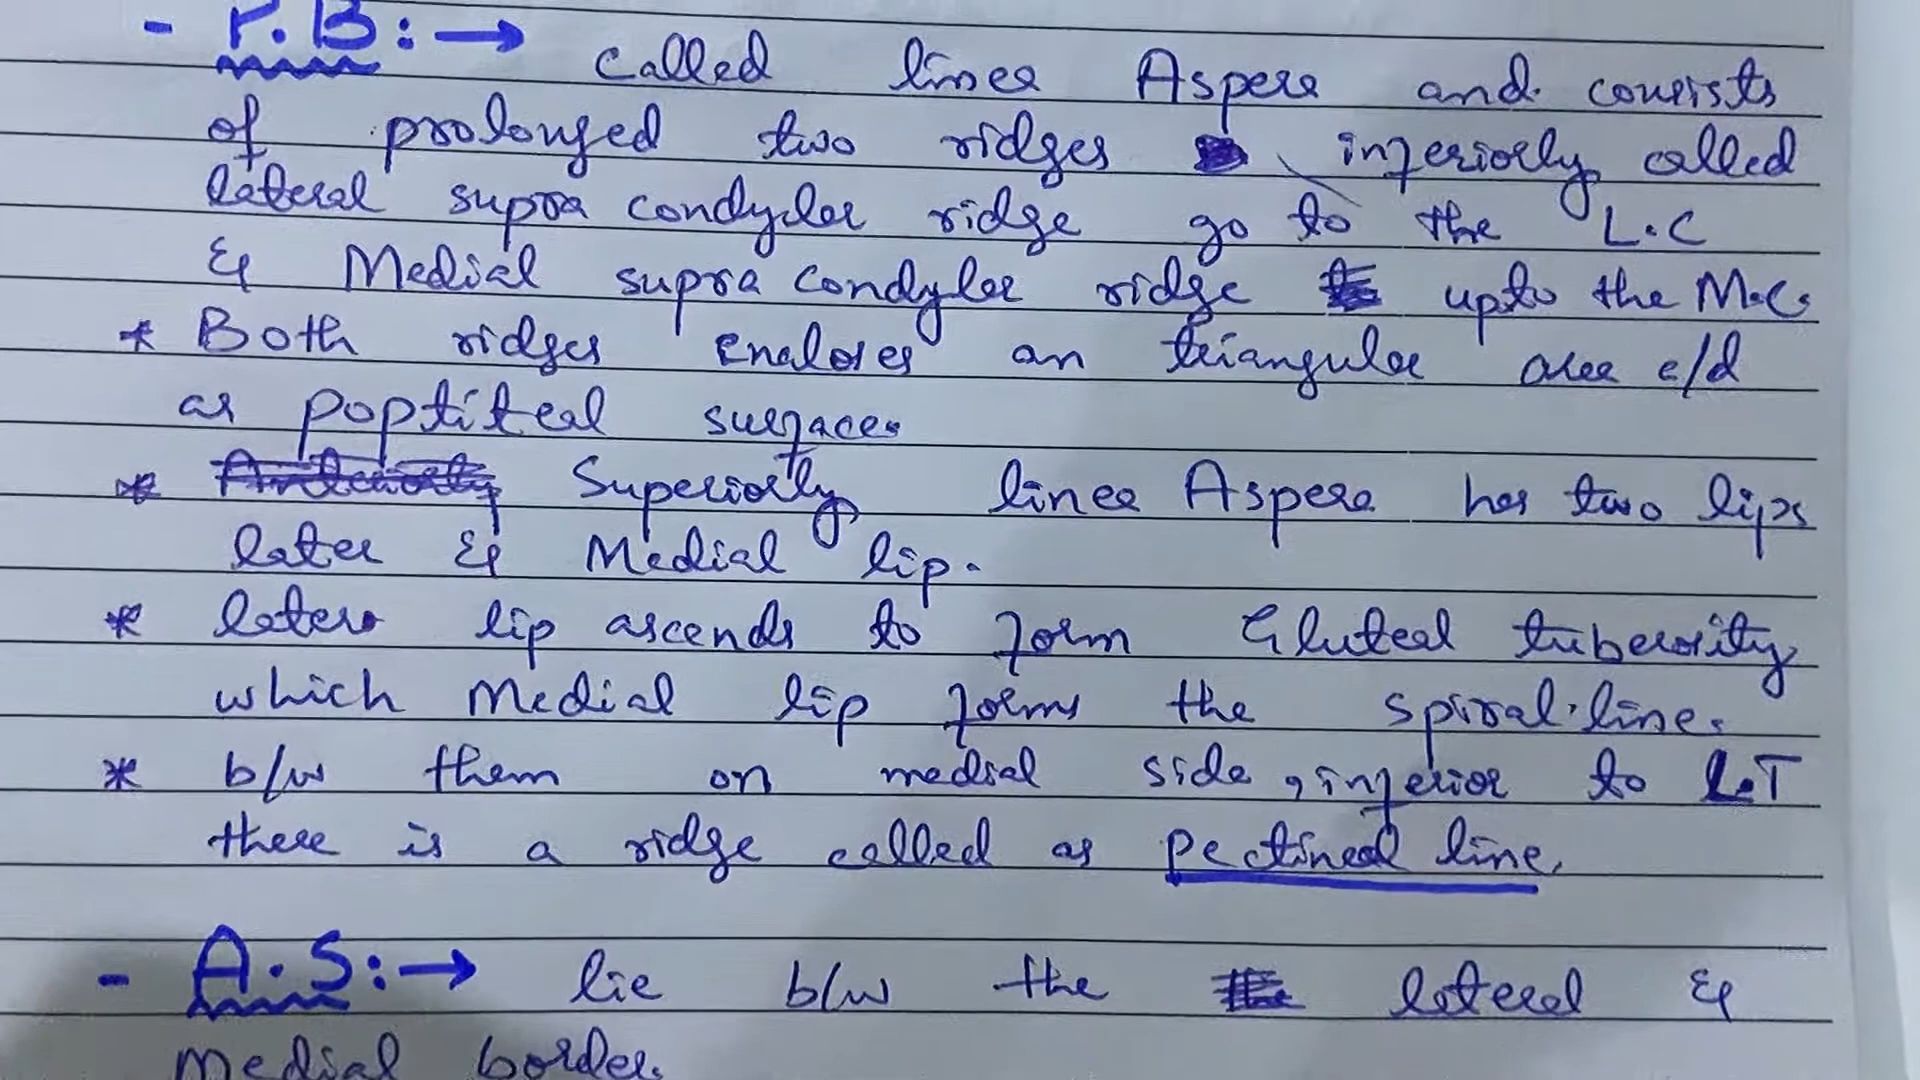 - P.B:→ called linea Aspera and consists
of prolonged two ridges inferiorly called
lateral supra condylar ridge go to the L.C
& Medial supra condylar ridge upto the M.C.
* Both ridges encloses an triangular area c/d
as poptiteal surface.
* Superiorly linea Aspera has two lips
later & Medial lip.
* later lip ascends to form Gluteal tuberosity
which Medial lip forms the spiral line.
* b/w them on medial side, inferior to L.T
there is a ridge called as pectineal line.
- A.S:→ lie b/w the lateral &
Medial border.